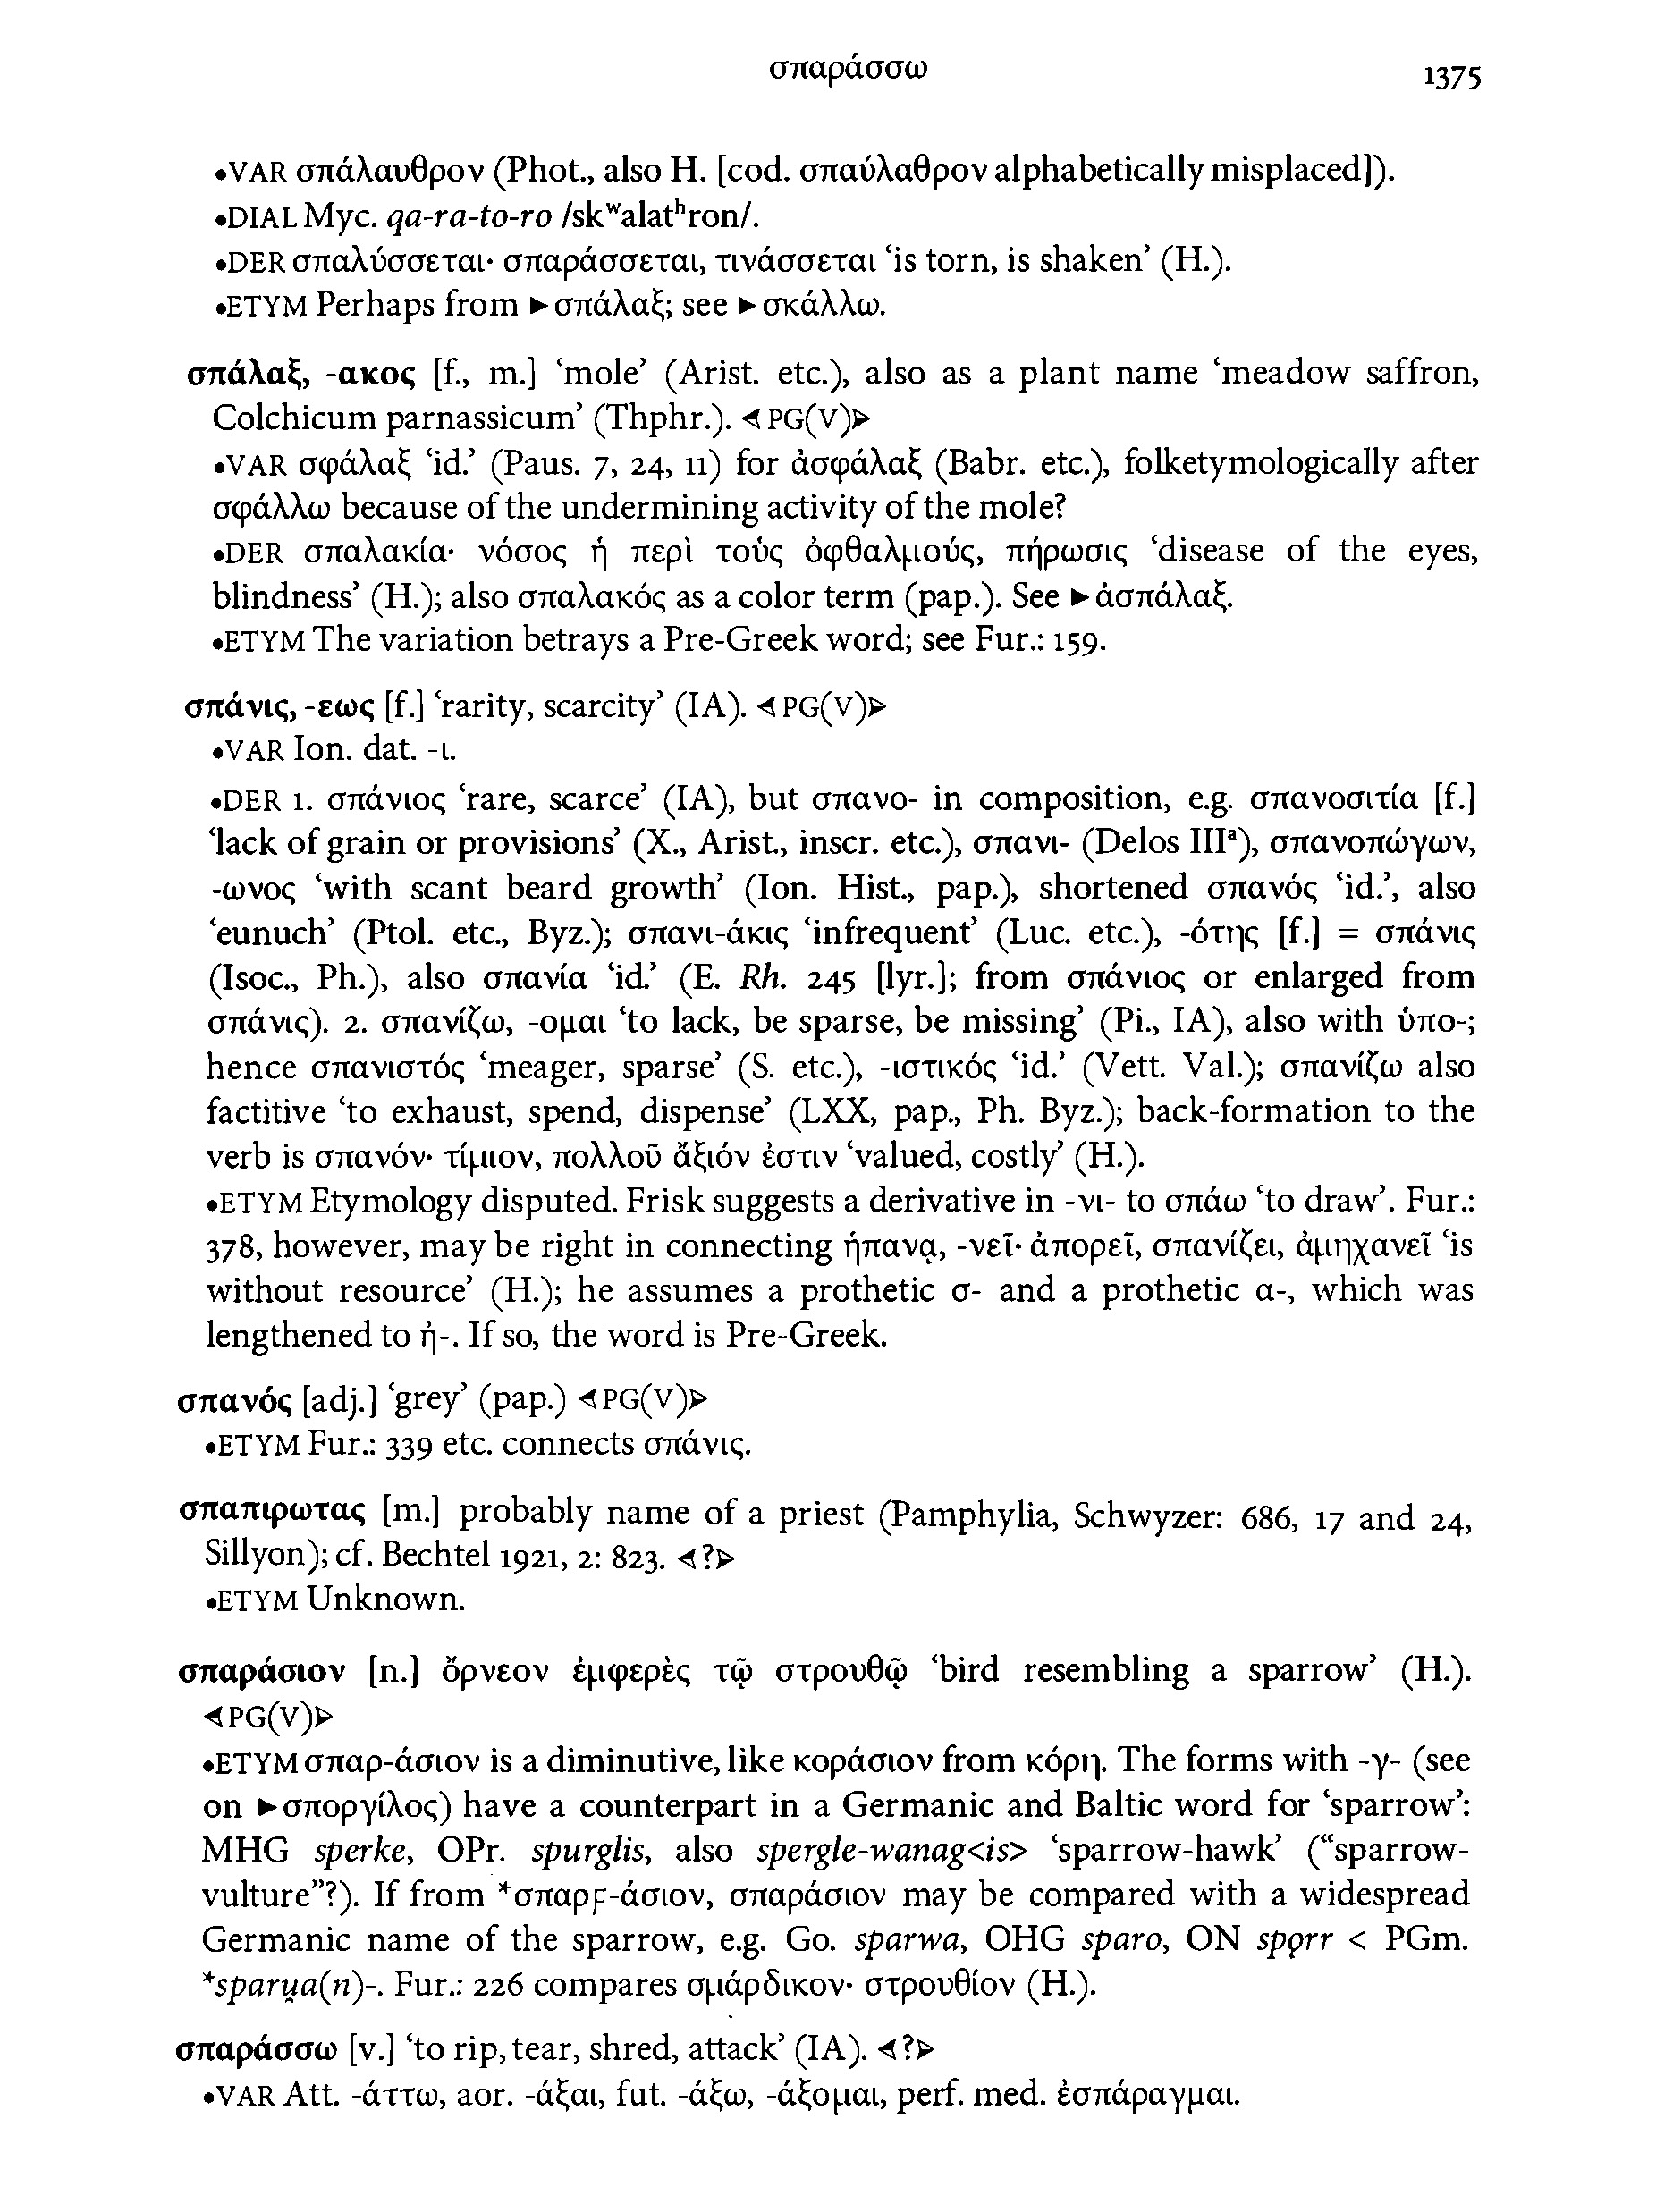 σπαράσσω 1375
•VAR σπάλαυθρον (Phot., also H. [cod. σπαύλαθρον alphabetically misplaced]).
•DIAL Myc. qa-ra-to-ro /skʷalatʰron/.
•DER σπαλύσσεται· σπαράσσεται, τινάσσεται ‘is torn, is shaken’ (H.).
•ETYM Perhaps from ►σπάλαξ; see ►σκάλλω.
σπάλαξ, -ακος [f., m.] ‘mole’ (Arist. etc.), also as a plant name ‘meadow saffron,
Colchicum parnassicum’ (Thphr.). ◄PG(V)►
•VAR σφάλαξ ‘id.’ (Paus. 7, 24, 11) for ἀσφάλαξ (Babr. etc.), folketymologically after
σφάλλω because of the undermining activity of the mole?
•DER σπαλακία· νόσος ἡ περὶ τοὺς ὀφθαλμούς, πήρωσις ‘disease of the eyes,
blindness’ (H.); also σπαλακός as a color term (pap.). See ►ἀσπάλαξ.
•ETYM The variation betrays a Pre-Greek word; see Fur.: 159.
σπάνις, -εως [f.] ‘rarity, scarcity’ (IA). ◄PG(V)►
•VAR Ion. dat. -ι.
•DER 1. σπάνιος ‘rare, scarce’ (IA), but σπανο- in composition, e.g. σπανοσιτία [f.]
‘lack of grain or provisions’ (X., Arist., inscr. etc.), σπανι- (Delos IIIᵃ), σπανοπώγων,
-ωνος ‘with scant beard growth’ (Ion. Hist., pap.), shortened σπανός ‘id.’, also
‘eunuch’ (Ptol. etc., Byz.); σπανι-άκις ‘infrequent’ (Luc. etc.), -ότης [f.] = σπάνις
(Isoc., Ph.), also σπανία ‘id.’ (E. Rh. 245 [lyr.]; from σπάνιος or enlarged from
σπάνις). 2. σπανίζω, -ομαι ‘to lack, be sparse, be missing’ (Pi., IA), also with ὑπο-;
hence σπανιστός ‘meager, sparse’ (S. etc.), -ιστικός ‘id.’ (Vett. Val.); σπανίζω also
factitive ‘to exhaust, spend, dispense’ (LXX, pap., Ph. Byz.); back-formation to the
verb is σπανόν· τίμιον, πολλοῦ ἄξιόν ἐστιν ‘valued, costly’ (H.).
•ETYM Etymology disputed. Frisk suggests a derivative in -νι- to σπάω ‘to draw’. Fur.:
378, however, may be right in connecting ἠπανᾳ, -νεῖ· ἀπορεῖ, σπανίζει, ἀμηχανεῖ ‘is
without resource’ (H.); he assumes a prothetic σ- and a prothetic α-, which was
lengthened to ἠ-. If so, the word is Pre-Greek.
σπανός [adj.] ‘grey’ (pap.) ◄PG(V)►
•ETYM Fur.: 339 etc. connects σπάνις.
σπαπιρωτας [m.] probably name of a priest (Pamphylia, Schwyzer: 686, 17 and 24,
Sillyon); cf. Bechtel 1921, 2: 823. ◄?►
•ETYM Unknown.
σπαράσιον [n.] ὄρνεον ἐμφερὲς τῷ στρουθῷ ‘bird resembling a sparrow’ (H.).
◄PG(V)►
•ETYM σπαρ-άσιον is a diminutive, like κοράσιον from κόρη. The forms with -γ- (see
on ►σποργίλος) have a counterpart in a Germanic and Baltic word for ‘sparrow’:
MHG sperke, OPr. spurglis, also spergle-wanag<is> ‘sparrow-hawk’ (“sparrow-
vulture”?). If from *σπαρϝ-άσιον, σπαράσιον may be compared with a widespread
Germanic name of the sparrow, e.g. Go. sparwa, OHG sparo, ON spǫrr < PGm.
*sparu̯a(n)-. Fur.: 226 compares σμάρδικον· στρουθίον (H.).
σπαράσσω [v.] ‘to rip, tear, shred, attack’ (IA). ◄?►
•VAR Att. -άττω, aor. -άξαι, fut. -άξω, -άξομαι, perf. med. ἐσπάραγμαι.